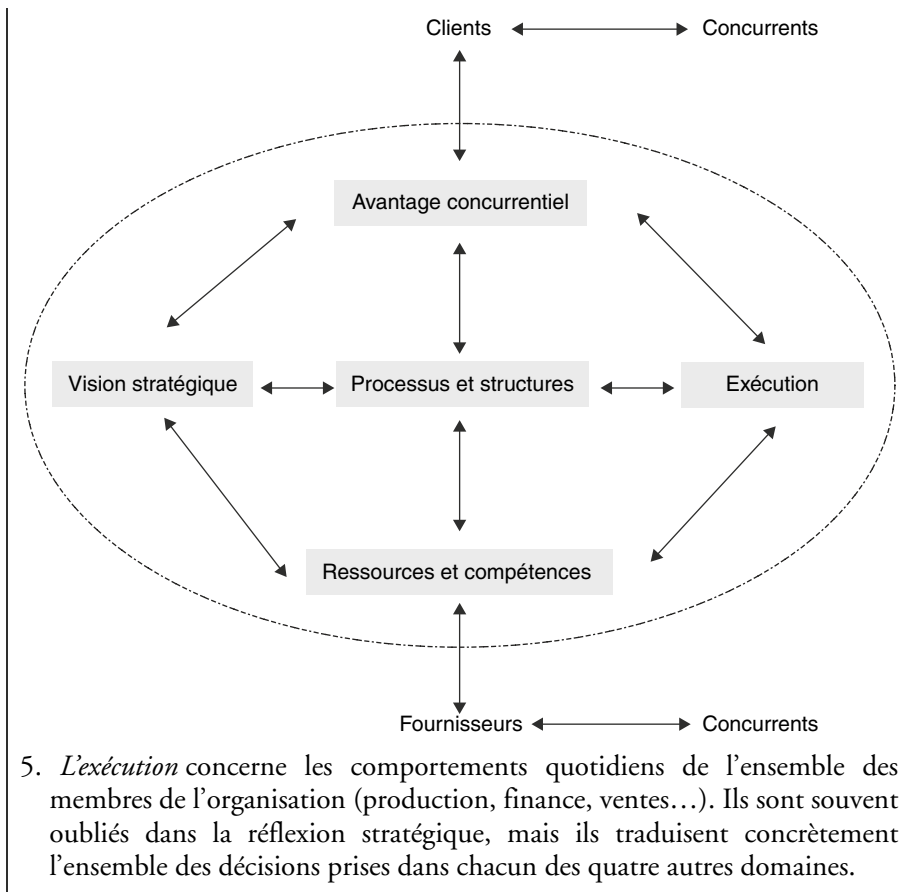 Clients Concurrents
Avantage concurrentiel
Vision stratégique Processus et structures Exécution
Ressources et compétences
Fournisseurs Concurrents
5. L’exécution concerne les comportements quotidiens de l’ensemble des
membres de l’organisation (production, finance, ventes…). Ils sont souvent
oubliés dans la réflexion stratégique, mais ils traduisent concrètement
l’ensemble des décisions prises dans chacun des quatre autres domaines.